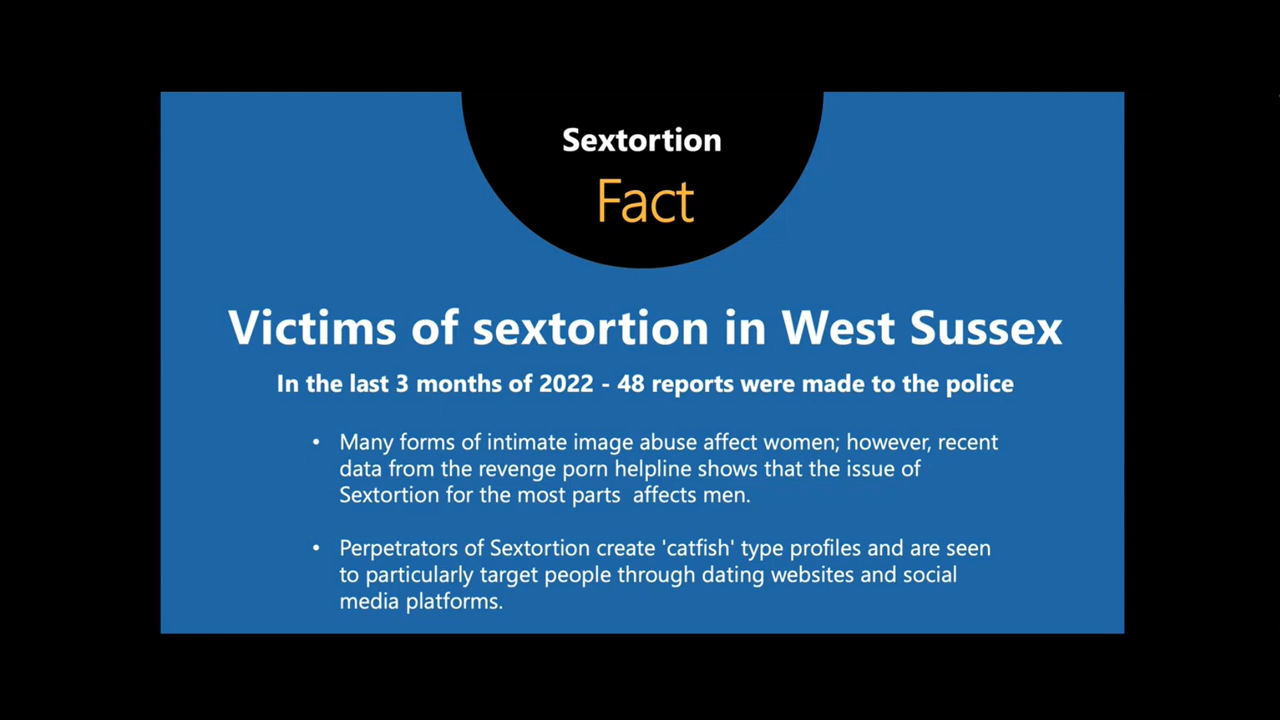 Sextortion
Fact
Victims of sextortion in West Sussex
In the last 3 months of 2022 - 48 reports were made to the police
• Many forms of intimate image abuse affect women; however, recent
data from the revenge porn helpline shows that the issue of
Sextortion for the most parts  affects men.
• Perpetrators of Sextortion create 'catfish' type profiles and are seen
to particularly target people through dating websites and social
media platforms.